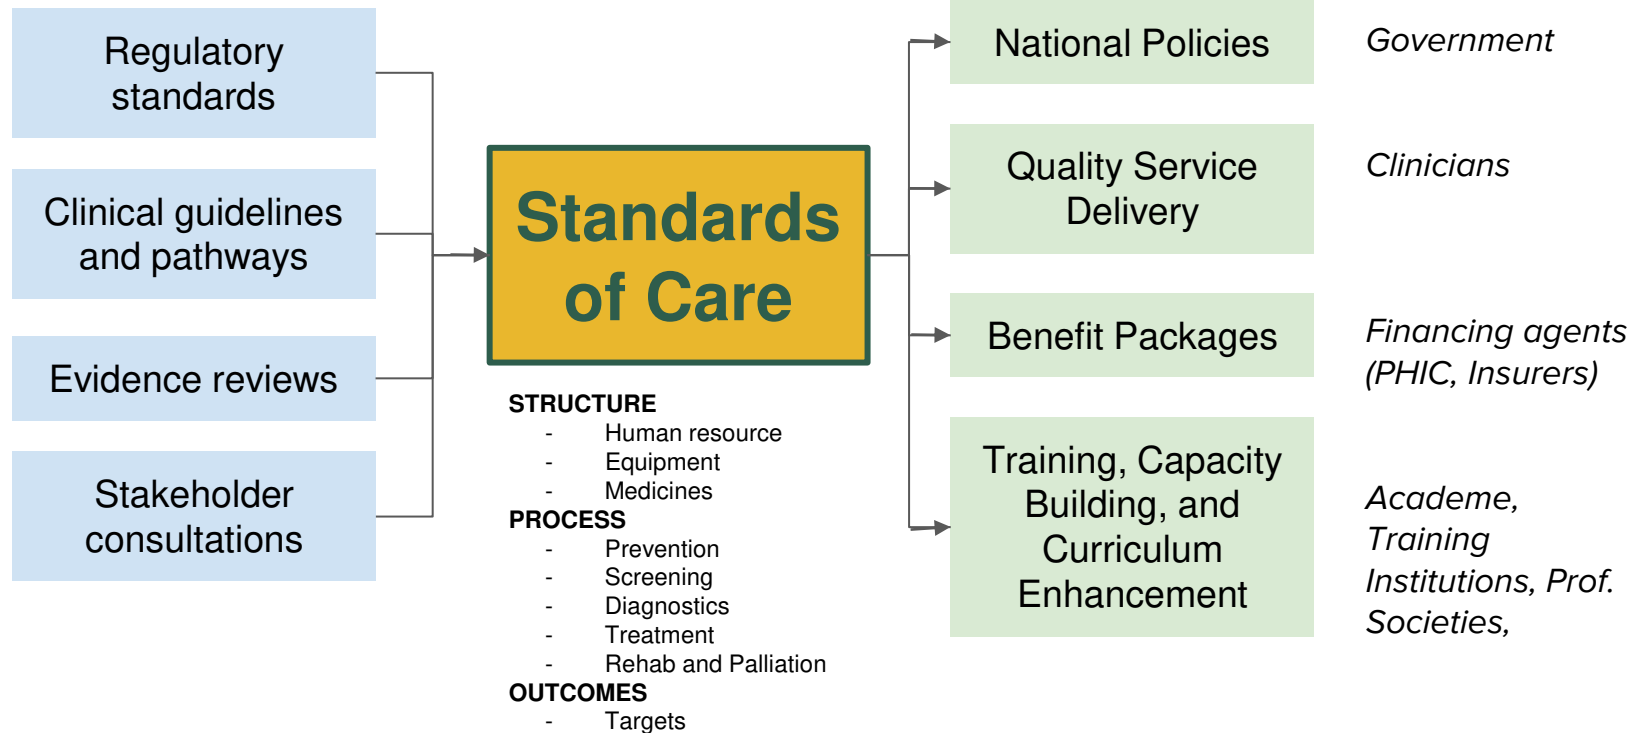 Regulatory
standards
Clinical guidelines
and pathways
Evidence reviews
Stakeholder
consultations
Standards
of Care
STRUCTURE
- Human resource
- Equipment
- Medicines
PROCESS
- Prevention
- Screening
- Diagnostics
- Treatment
- Rehab and Palliation
OUTCOMES
- Targets
National Policies
Government
Quality Service
Delivery
Clinicians
Benefit Packages
Financing agents
(PHIC, Insurers)
Training, Capacity
Building, and
Curriculum
Enhancement
Academe,
Training
Institutions, Prof.
Societies,